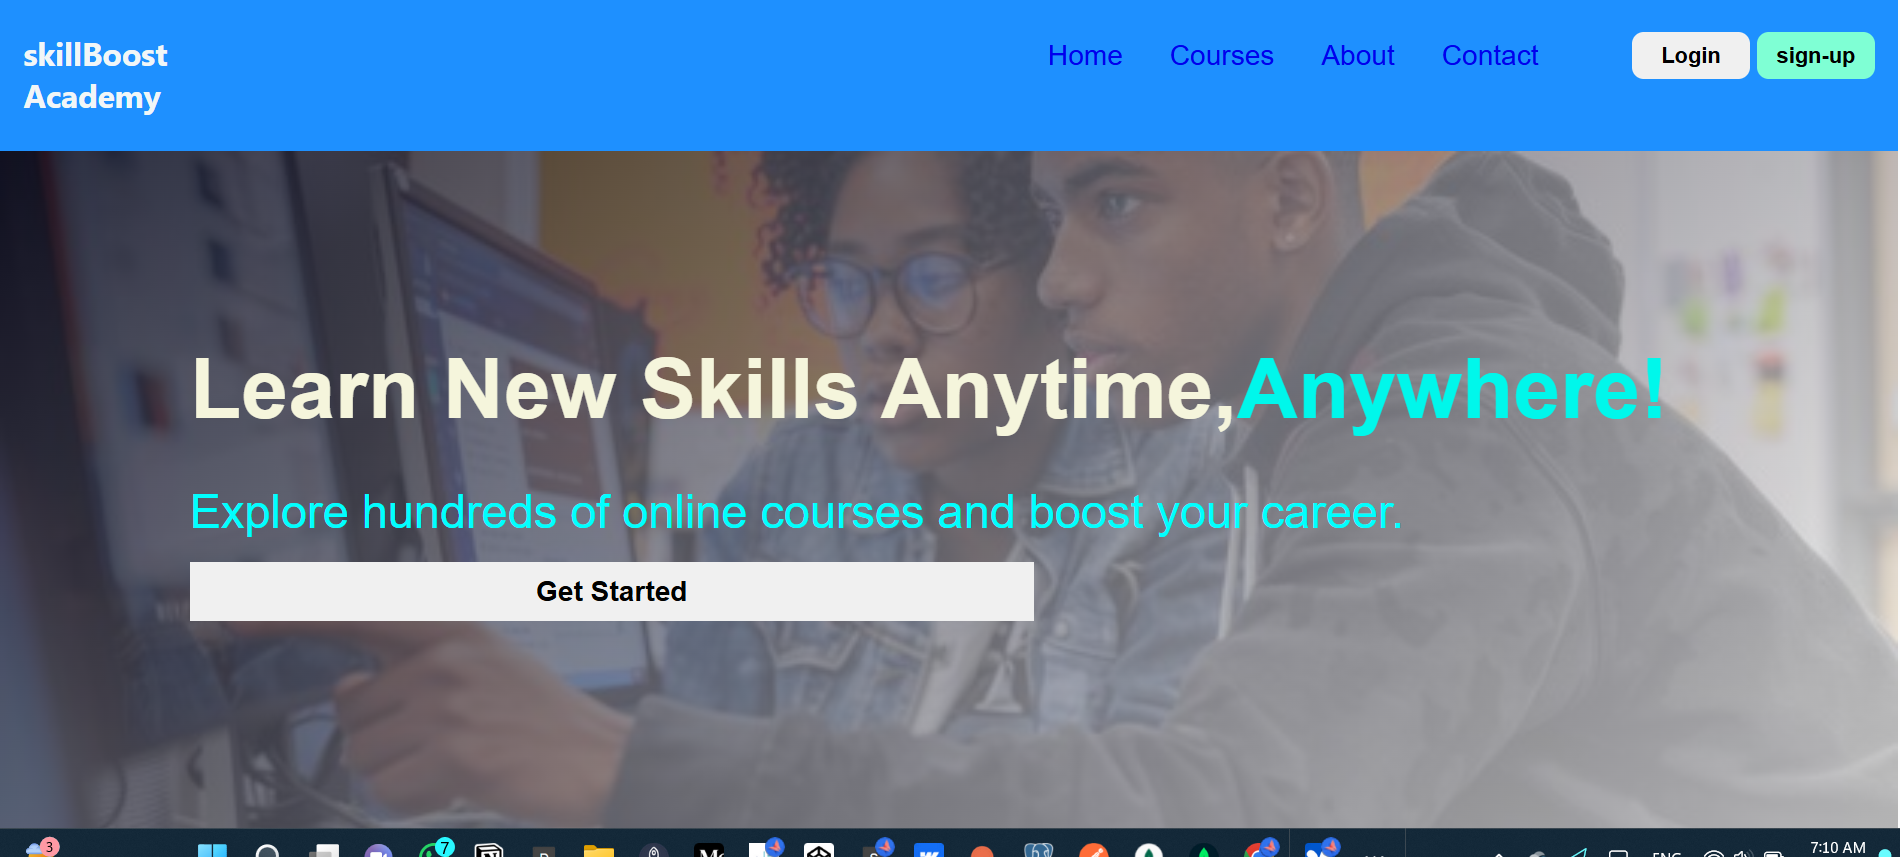 skillBoost
Academy
Home Courses About Contact Login sign-up
Learn New Skills Anytime,Anywhere!
Explore hundreds of online courses and boost your career.
Get Started
3
7
ENG
7:10 AM